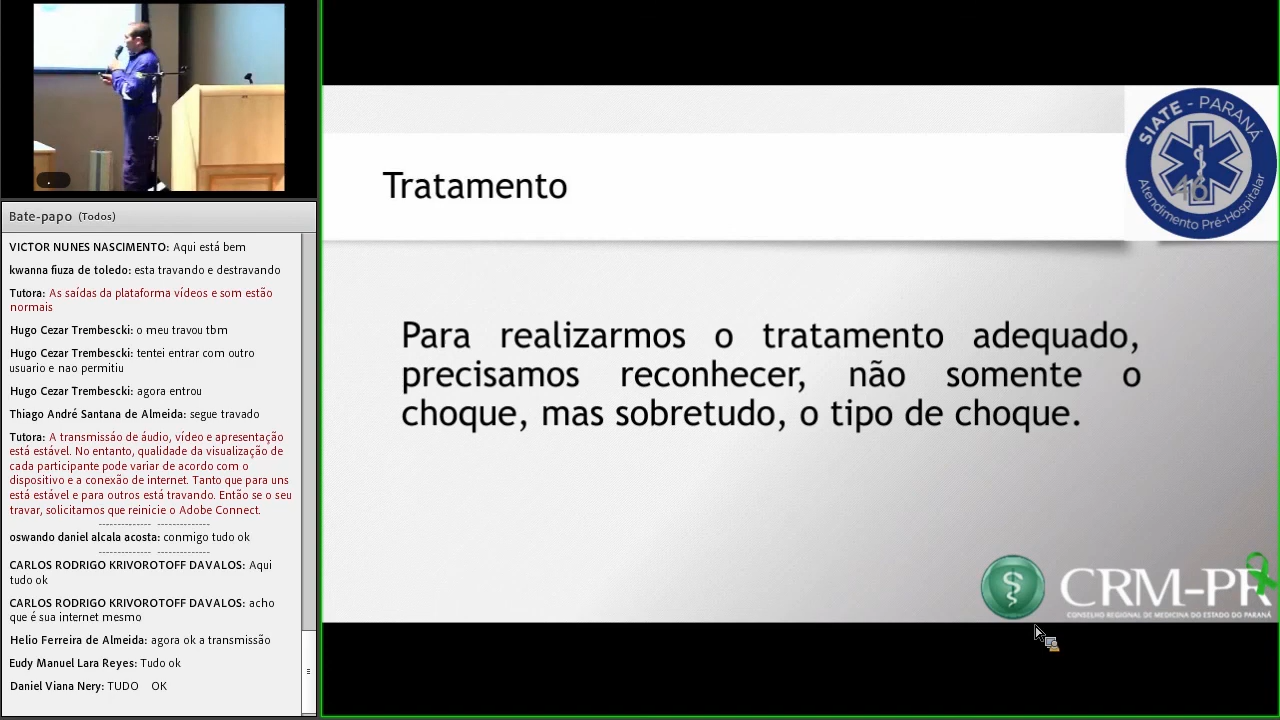 Bate-papo (Todos)
VICTOR NUNES NASCIMENTO: Aqui está bem
kwanna fiuza de toledo: esta travando e destravando
Tutora: As saídas da plataforma vídeos e som estão
normais
Hugo Cezar Trembescki: o meu travou tbm
Hugo Cezar Trembescki: tentei entrar com outro
usuario e nao permitiu
Hugo Cezar Trembescki: agora entrou
Thiago André Santana de Almeida: segue travado
Tutora: A transmissáo de áudio, vídeo e apresentação
está estável. No entanto, qualidade da visualização de
cada participante pode variar de acordo com o
dispositivo e a conexão de internet. Tanto que para uns
está estável e para outros está travando. Então se o seu
travar, solicitamos que reinicie o Adobe Connect.
-------------- --------------
oswando daniel alcala acosta: conmigo tudo ok
-------------- --------------
CARLOS RODRIGO KRIVOROTOFF DAVALOS: Aqui
tudo ok
CARLOS RODRIGO KRIVOROTOFF DAVALOS: acho
que é sua internet mesmo
Helio Ferreira de Almeida: agora ok a transmissão
Eudy Manuel Lara Reyes: Tudo ok
Daniel Viana Nery: TUDO OK
SIATE - PARANÁ
46
Atendimento Pré-Hospitalar
Tratamento
Para realizarmos o tratamento adequado,
precisamos reconhecer, não somente o
choque, mas sobretudo, o tipo de choque.
CRM-PR
CONSELHO REGIONAL DE MEDICINA DO ESTADO DO PARANÁ